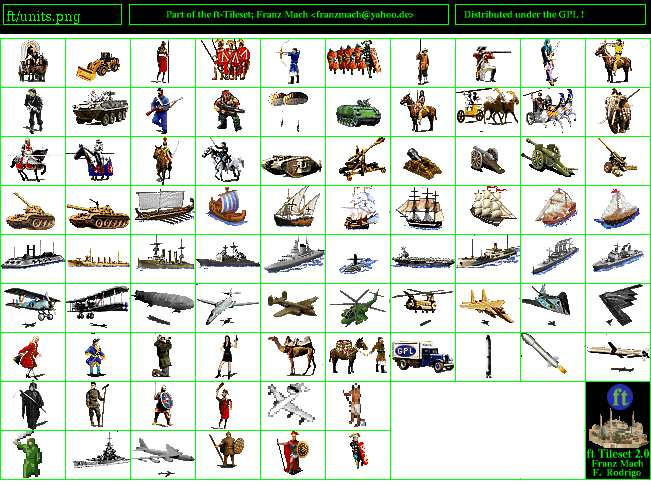 ft/units.png
Part of the ft-Tileset; Franz Mach <franzmach@yahoo.de>
Distributed under the GPL !
GPL
ft
ft Tileset 2.0
Franz Mach
F. Rodrigo